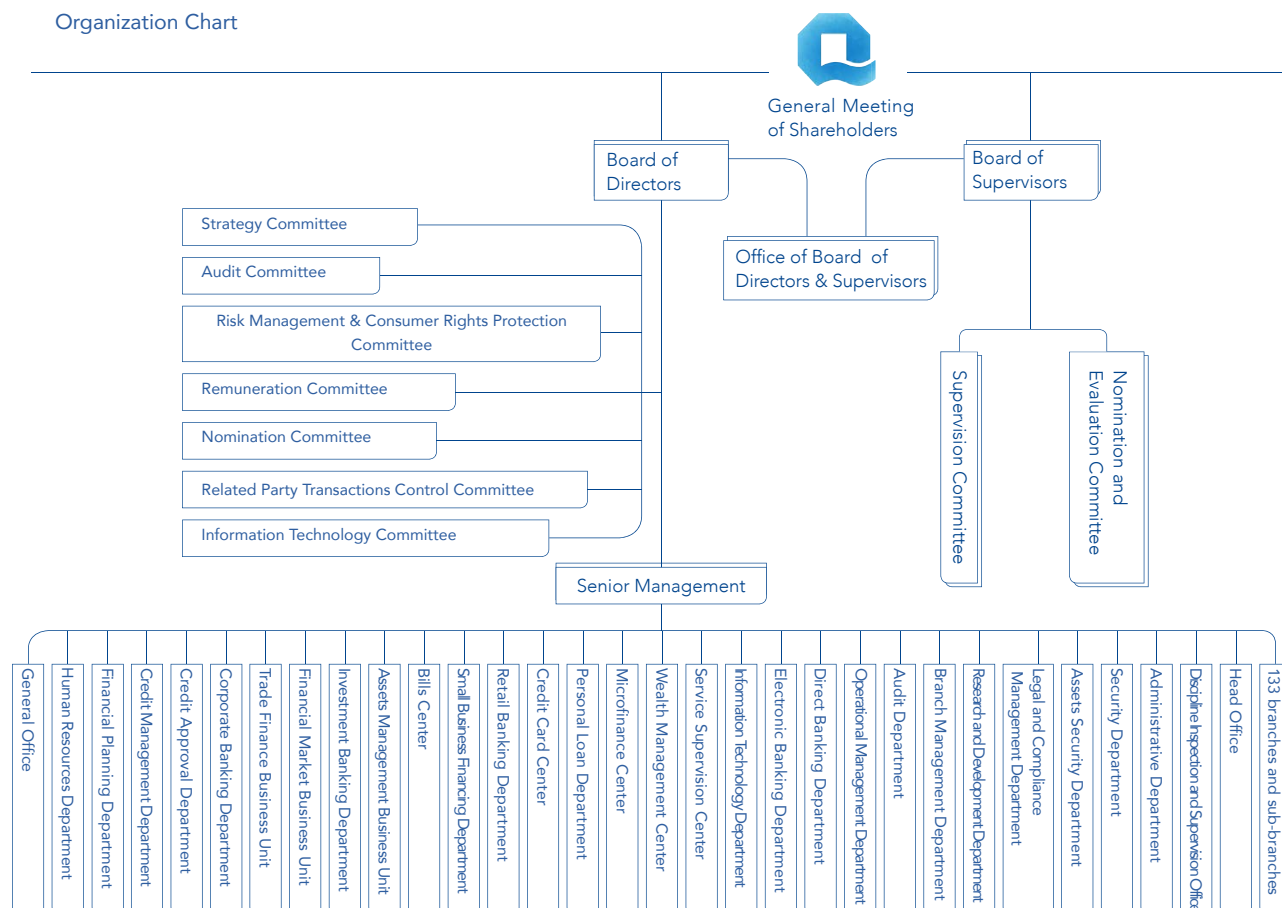 Organization Chart
General Meeting
of Shareholders
Board of
Directors
Board of
Supervisors
Strategy Committee
Office of Board of
Directors & Supervisors
Audit Committee
Risk Management & Consumer Rights Protection
Committee
Remuneration Committee
Nomination Committee
Related Party Transactions Control Committee
Information Technology Committee
Supervision Committee
Nomination and
Evaluation Committee
Senior Management
General Office
Human Resources Department
Financial Planning Department
Credit Management Department
Credit Approval Department
Corporate Banking Department
Trade Finance Business Unit
Financial Market Business Unit
Investment Banking Department
Assets Management Business Unit
Bills Center
Small Business Financing Department
Retail Banking Department
Credit Card Center
Personal Loan Department
Microfinance Center
Wealth Management Center
Service Supervision Center
Information Technology Department
Electronic Banking Department
Direct Banking Department
Operational Management Department
Audit Department
Branch Management Department
Research and Development Department
Legal and Compliance
Management Department
Assets Security Department
Security Department
Administrative Department
Discipline Inspection and Supervision Office
Head Office
133 branches and sub-branches